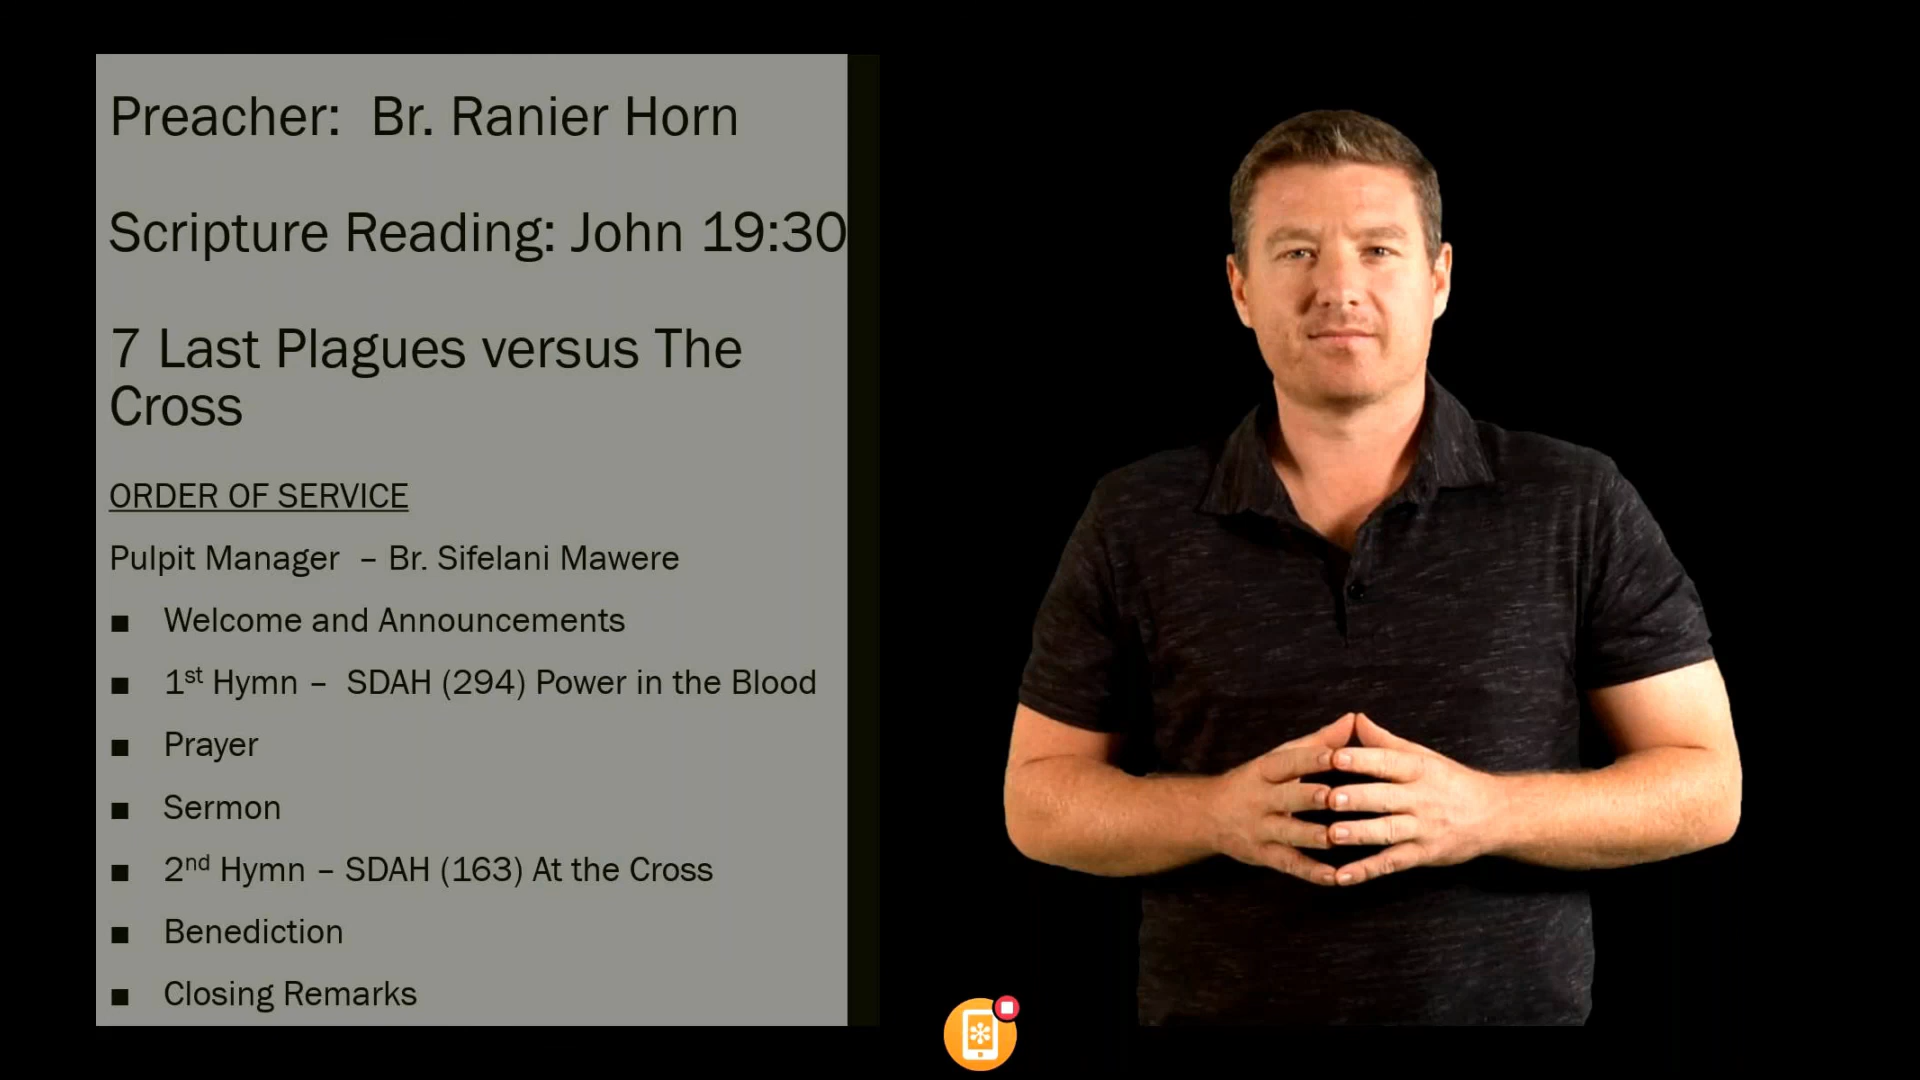 Preacher:  Br. Ranier Horn
Scripture Reading: John 19:30
7 Last Plagues versus The
Cross
ORDER OF SERVICE
Pulpit Manager  – Br. Sifelani Mawere
■ Welcome and Announcements
■ 1st Hymn –  SDAH (294) Power in the Blood
■ Prayer
■ Sermon
■ 2nd Hymn – SDAH (163) At the Cross
■ Benediction
■ Closing Remarks